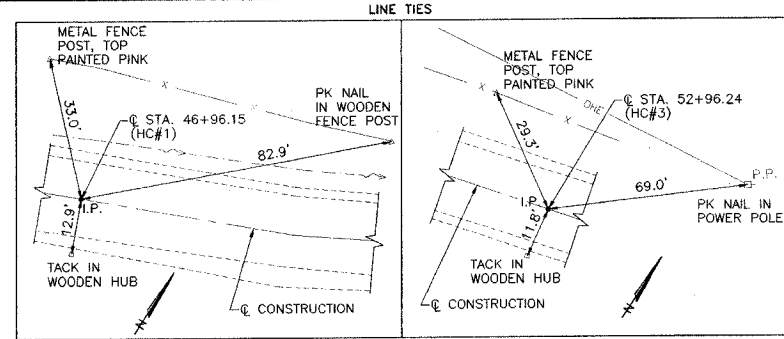 LINE TIES
METAL FENCE
POST, TOP
PAINTED PINK
PK NAIL
IN WOODEN
FENCE POST
℄ STA. 46+96.15
(HC#1)
33.0'
82.9'
I.P.
12.9'
TACK IN
WOODEN HUB
℄ CONSTRUCTION
N
X
X
METAL FENCE
POST, TOP
PAINTED PINK
X
X
OHE
℄ STA. 52+96.24
(HC#3)
29.3'
69.0'
P.P.
I.P.
11.8'
PK NAIL IN
POWER POLE
TACK IN
WOODEN HUB
℄ CONSTRUCTION
N